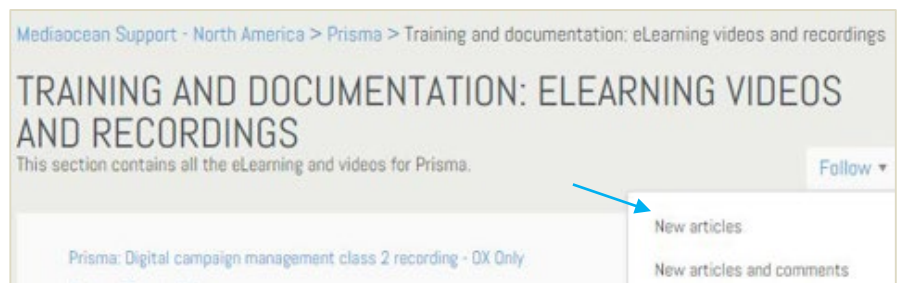 Mediaocean Support - North America > Prisma > Training and documentation: eLearning videos and recordings
TRAINING AND DOCUMENTATION: ELEARNING VIDEOS
AND RECORDINGS
This section contains all the eLearning and videos for Prisma.
Follow ▾
New articles
Prisma: Digital campaign management class 2 recording - OX Only
New articles and comments